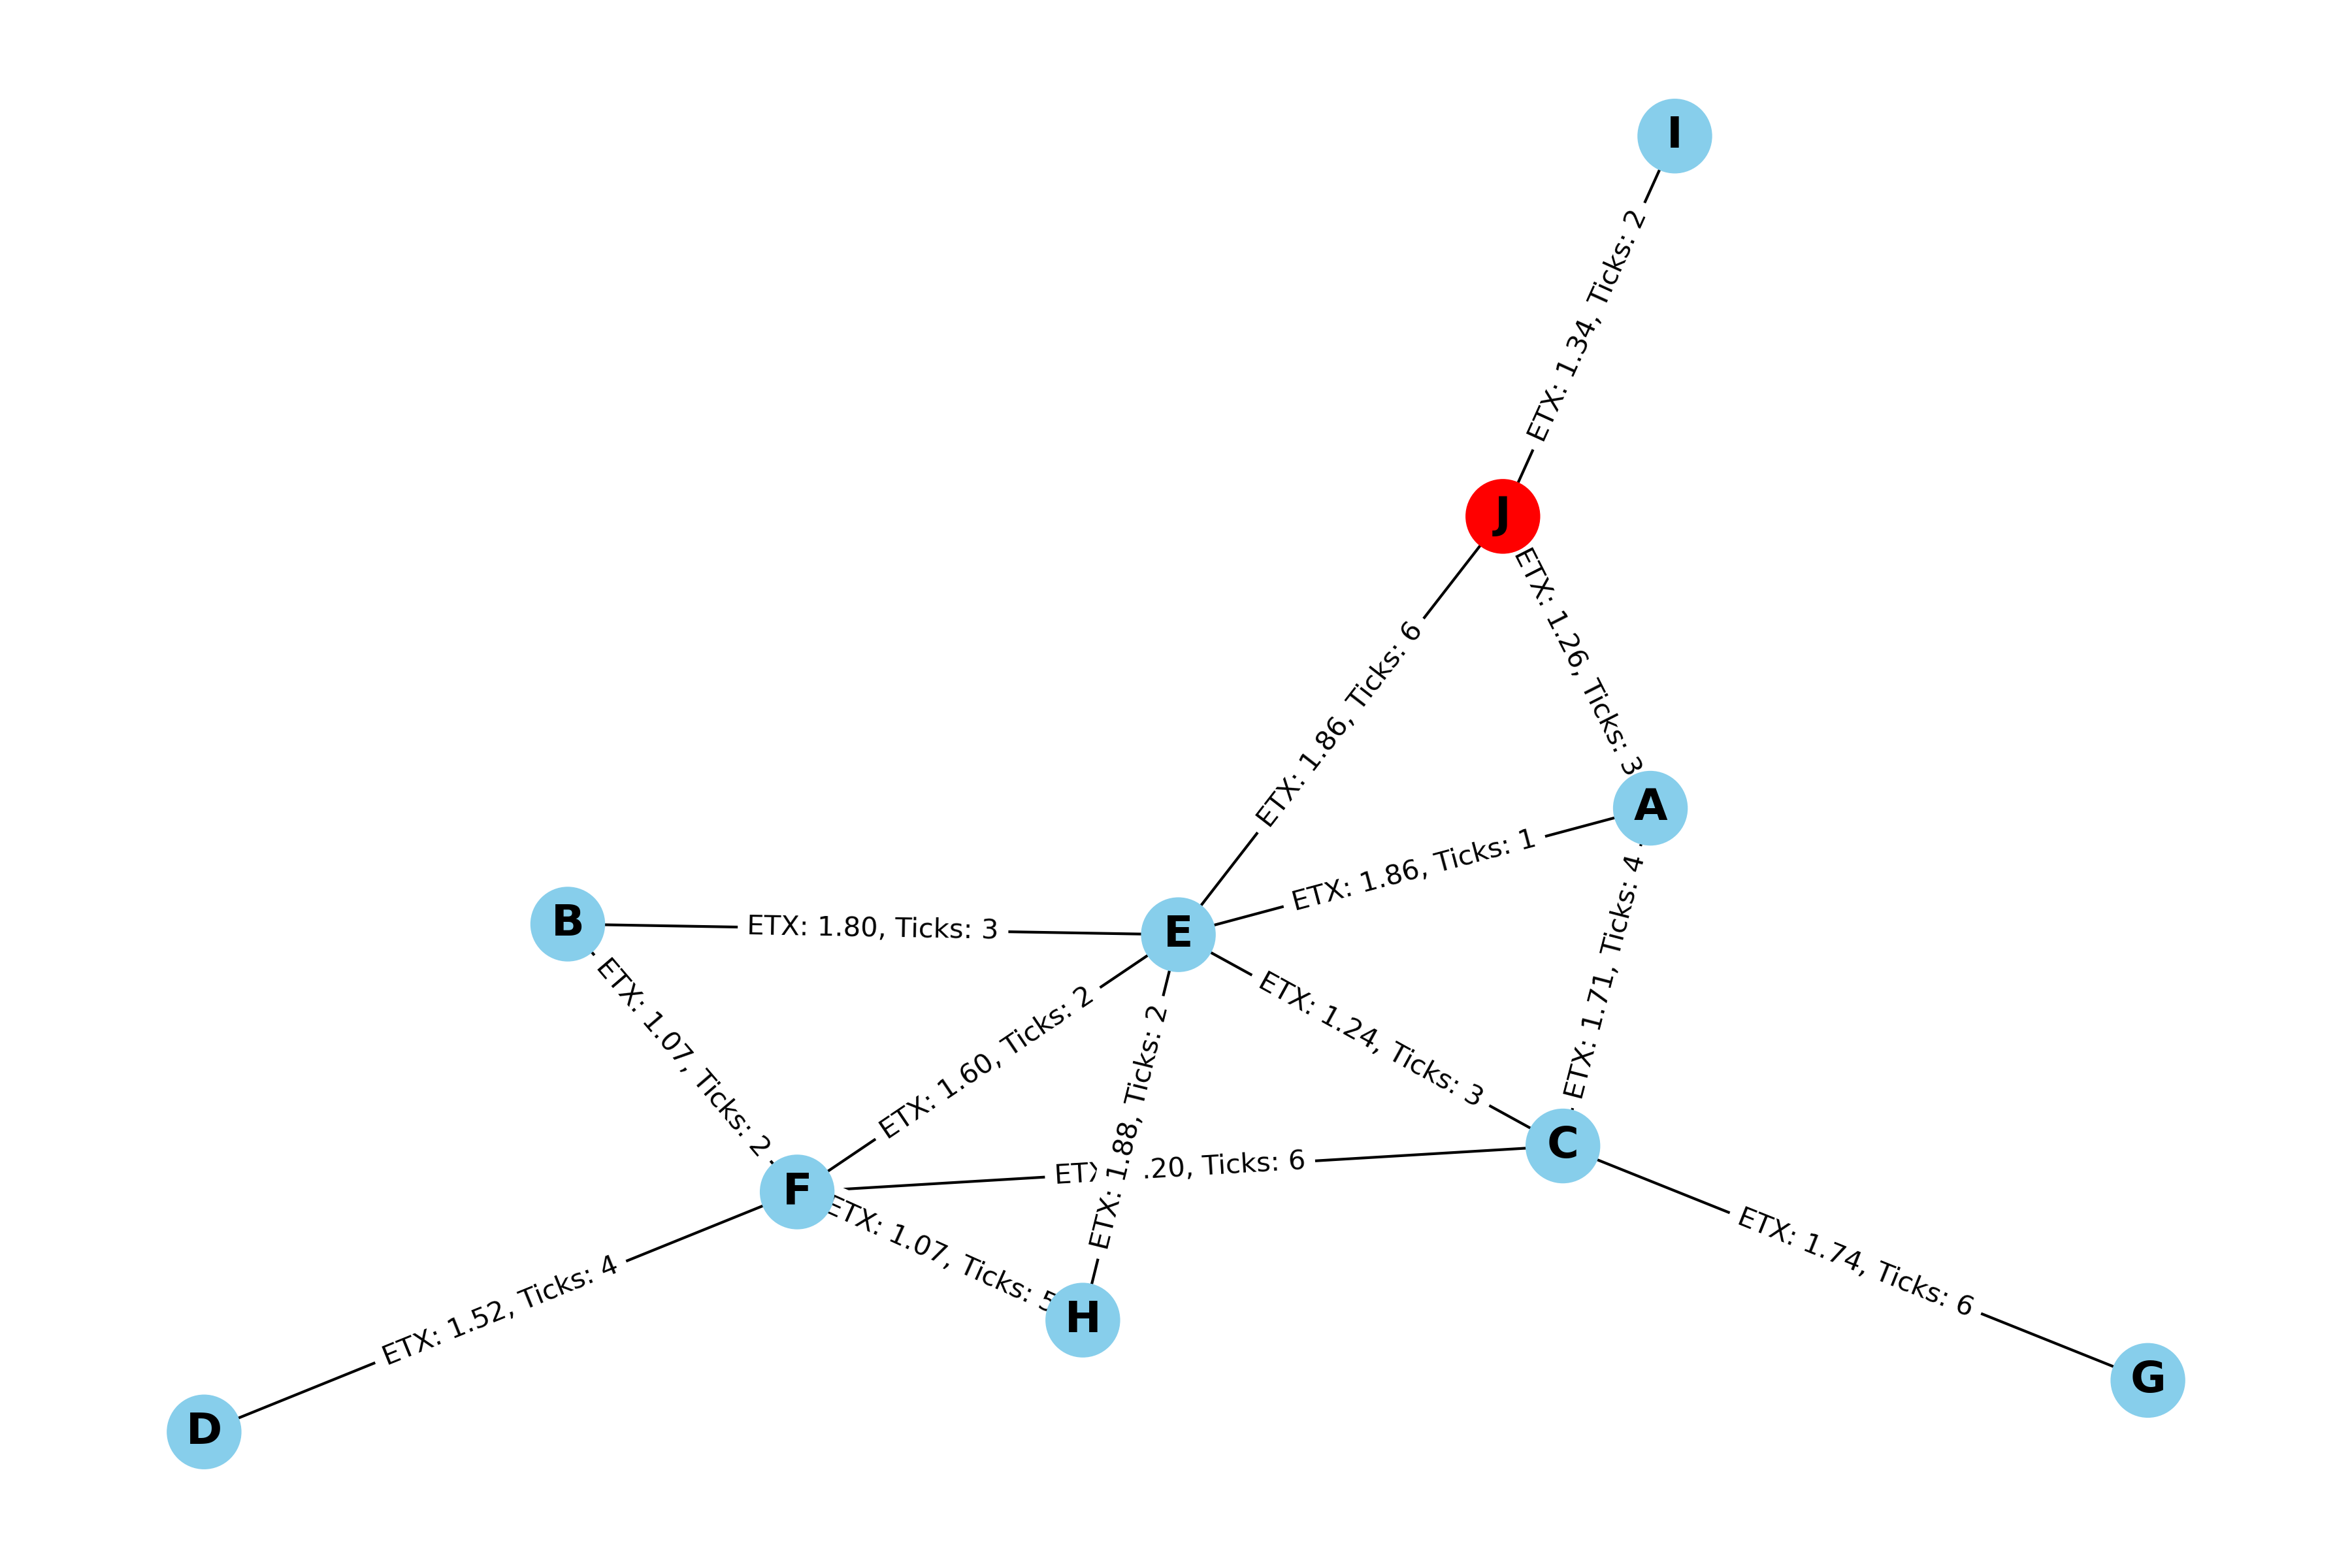 I
ETX: 1.34, Ticks: 2
J
ETX: 1.26, Ticks: 3
ETX: 1.86, Ticks: 6
A
ETX: 1.86, Ticks: 1
B
ETX: 1.80, Ticks: 3
E
ETX: 1.71, Ticks: 4
ETX: 1.07, Ticks: 2
ETX: 1.60, Ticks: 2
ETX: 1.88, Ticks: 2
ETX: 1.24, Ticks: 3
C
.20, Ticks: 6
F
ETX: 1.07, Ticks: 5
ETX: 1.52, Ticks: 4
ETX: 1.74, Ticks: 6
H
G
D